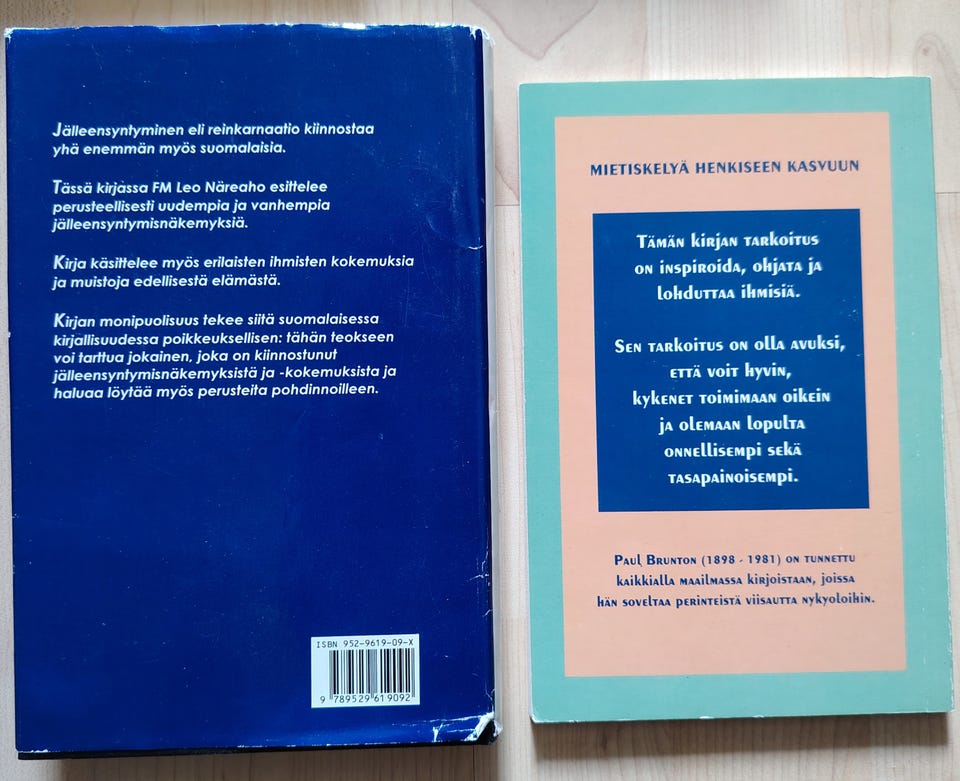 Jälleensyntyminen eli reinkarnaatio kiinnostaa
yhä enemmän myös suomalaisia.
Tässä kirjassa FM Leo Näreaho esittelee
perusteellisesti uudempia ja vanhempia
jälleensyntymisnäkemyksiä.
Kirja käsittelee myös erilaisten ihmisten kokemuksia
ja muistoja edellisestä elämästä.
Kirjan monipuolisuus tekee siitä suomalaisessa
kirjallisuudessa poikkeuksellisen: tähän teokseen
voi tarttua jokainen, joka on kiinnostunut
jälleensyntymisnäkemyksistä ja -kokemuksista ja
haluaa löytää myös perusteita pohdinnoilleen.
ISBN 952-9619-09-X
9 789529 619092
MIETISKELYÄ HENKISEEN KASVUUN
Tämän kirjan tarkoitus
on inspiroida, ohjata ja
lohduttaa ihmisiä.
Sen tarkoitus on olla avuksi,
että voit hyvin,
kykenet toimimaan oikein
ja olemaan lopulta
onnellisempi sekä
tasapainoisempi.
Paul Brunton (1898 - 1981) on tunnettu
kaikkialla maailmassa kirjoistaan, joissa
hän soveltaa perinteistä viisautta nykyoloihin.